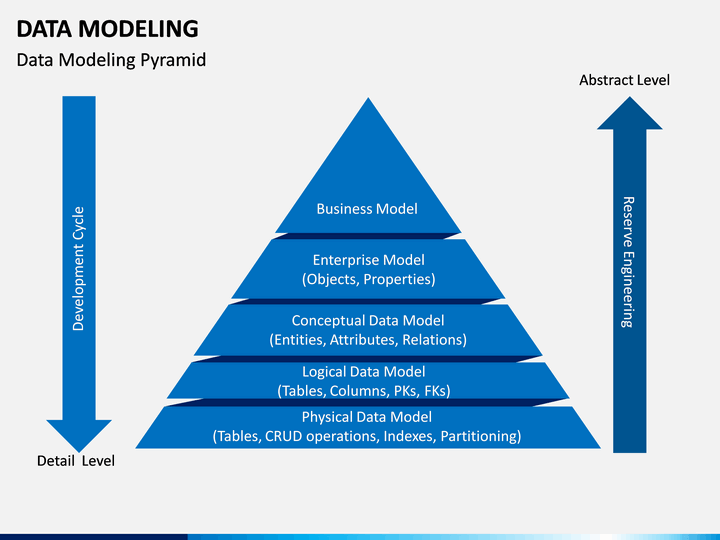 DATA MODELING
Data Modeling Pyramid
Abstract Level
Development Cycle
Reserve Engineering
Business Model
Enterprise Model
(Objects, Properties)
Conceptual Data Model
(Entities, Attributes, Relations)
Logical Data Model
(Tables, Columns, PKs, FKs)
Physical Data Model
(Tables, CRUD operations, Indexes, Partitioning)
Detail Level